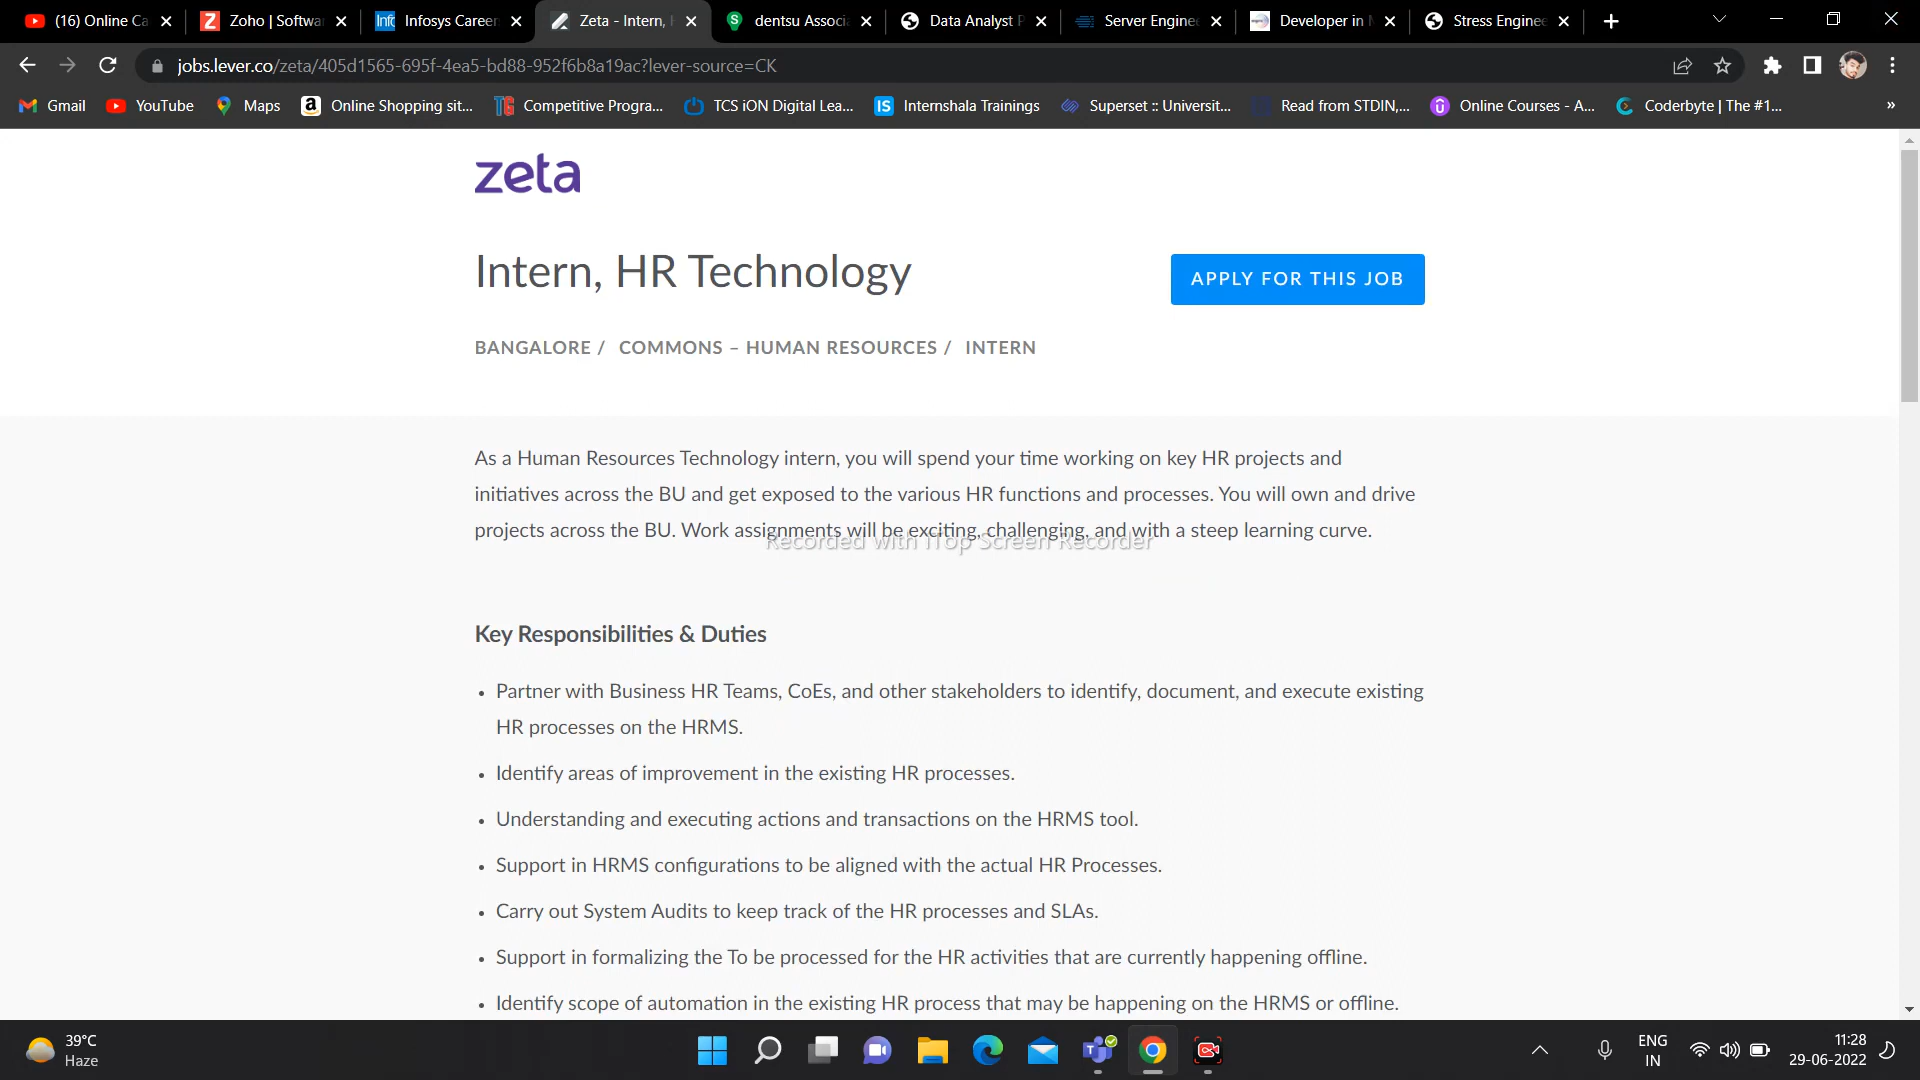 (16) Online Ca
Zoho | Softwa
Infosys Career
Zeta - Intern,
dentsu Associ
Data Analyst P
Server Engine
Developer in
Stress Enginee
jobs.lever.co/zeta/405d1565-695f-4ea5-bd88-952f6b8a19ac?lever-source=CK
Gmail
YouTube
Maps
Online Shopping sit...
Competitive Progra...
TCS iON Digital Lea...
Internshala Trainings
Superset :: Universit...
Read from STDIN,...
Online Courses - A...
Coderbyte | The #1...
»
zeta
Intern, HR Technology
APPLY FOR THIS JOB
BANGALORE / COMMONS – HUMAN RESOURCES / INTERN
As a Human Resources Technology intern, you will spend your time working on key HR projects and
initiatives across the BU and get exposed to the various HR functions and processes. You will own and drive
projects across the BU. Work assignments will be exciting, challenging, and with a steep learning curve.
Recorded with iTop Screen Recorder
Key Responsibilities & Duties
• Partner with Business HR Teams, CoEs, and other stakeholders to identify, document, and execute existing
HR processes on the HRMS.
• Identify areas of improvement in the existing HR processes.
• Understanding and executing actions and transactions on the HRMS tool.
• Support in HRMS configurations to be aligned with the actual HR Processes.
• Carry out System Audits to keep track of the HR processes and SLAs.
• Support in formalizing the To be processed for the HR activities that are currently happening offline.
• Identify scope of automation in the existing HR process that may be happening on the HRMS or offline.
39°C
Haze
ENG
IN
11:28
29-06-2022